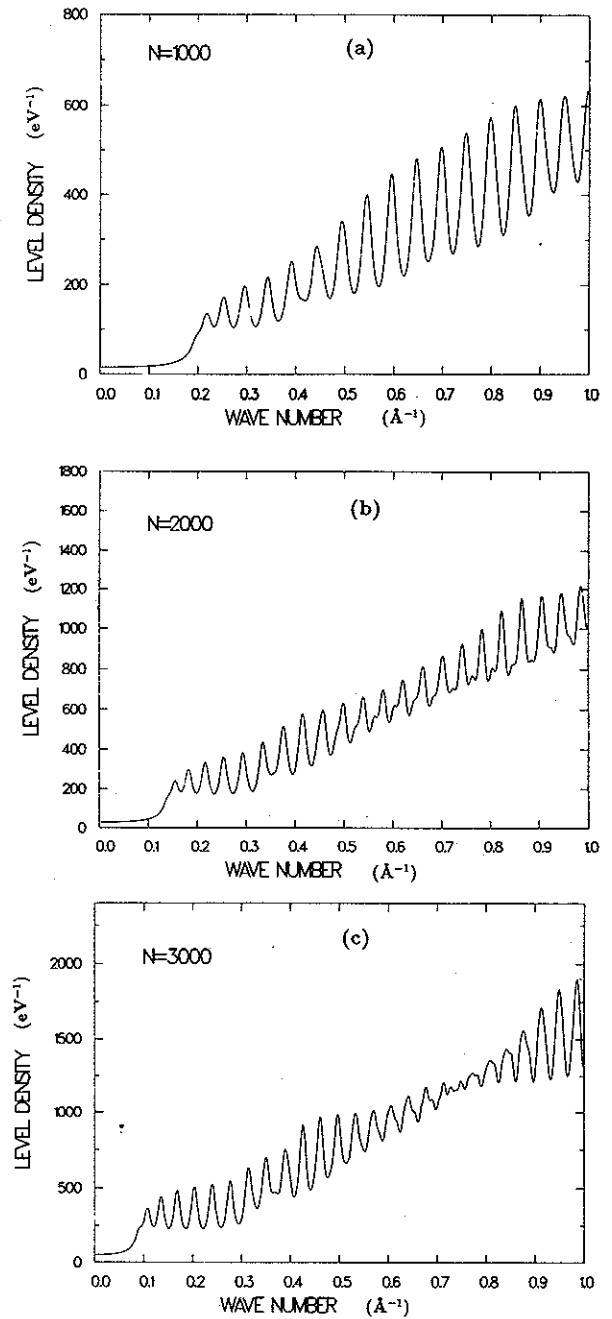 (a)
N=1000
LEVEL DENSITY (eV⁻¹)
800
600
400
200
0
0.0 0.1 0.2 0.3 0.4 0.5 0.6 0.7 0.8 0.9 1.0
WAVE NUMBER (Å⁻¹)
(b)
N=2000
LEVEL DENSITY (eV⁻¹)
1800
1600
1400
1200
1000
800
600
400
200
0
0.0 0.1 0.2 0.3 0.4 0.5 0.6 0.7 0.8 0.9 1.0
WAVE NUMBER (Å⁻¹)
(c)
N=3000
LEVEL DENSITY (eV⁻¹)
2000
1500
1000
500
0
0.0 0.1 0.2 0.3 0.4 0.5 0.6 0.7 0.8 0.9 1.0
WAVE NUMBER (Å⁻¹)